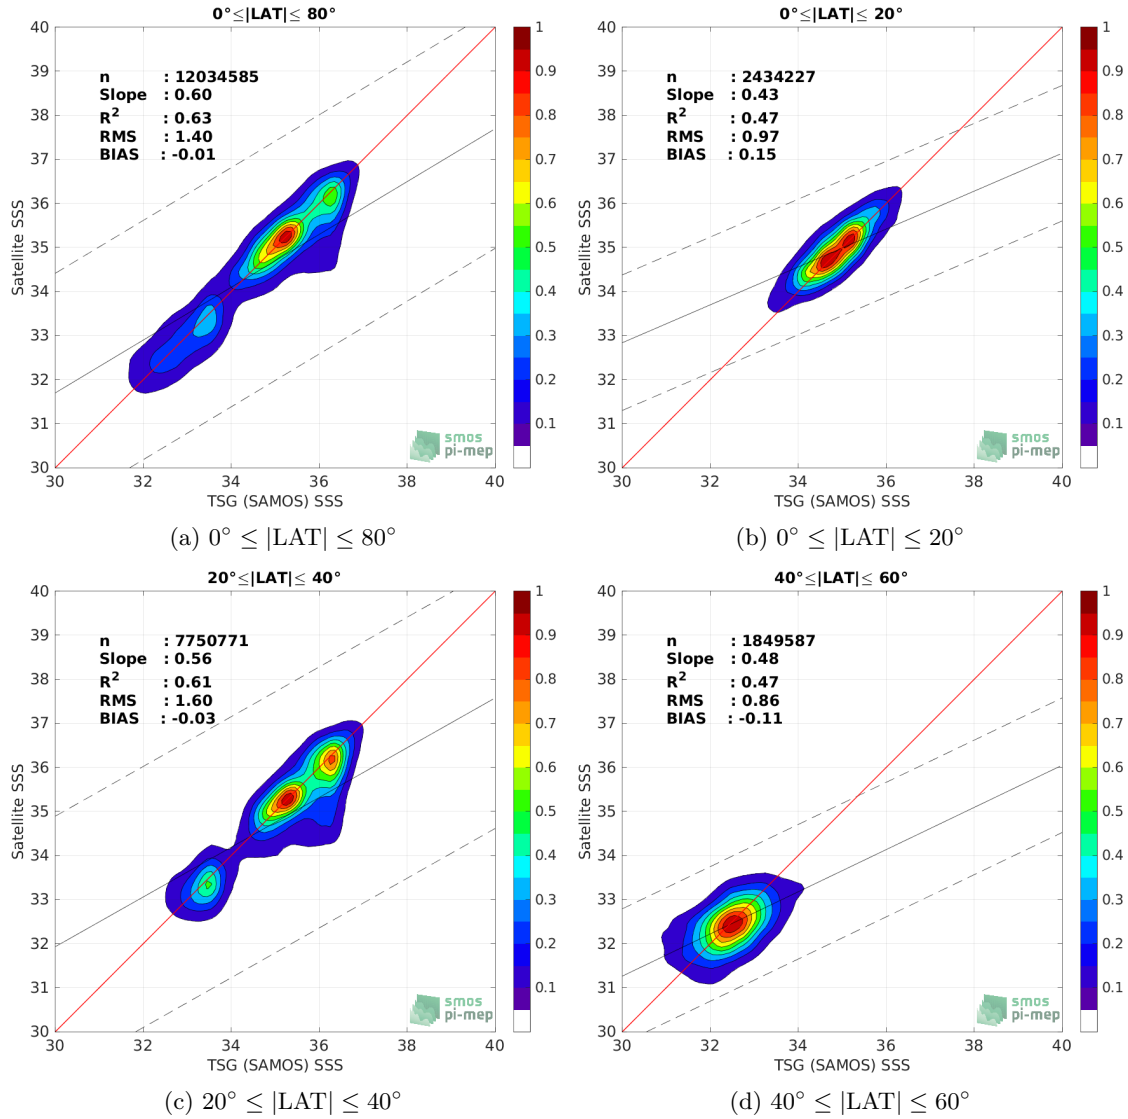 0°≤|LAT|≤ 80°
n : 12034585
Slope : 0.60
R² : 0.63
RMS : 1.40
BIAS : -0.01
Satellite SSS
40
39
38
37
36
35
34
33
32
31
30
30 32 34 36 38 40
TSG (SAMOS) SSS
1
0.9
0.8
0.7
0.6
0.5
0.4
0.3
0.2
0.1
smos
pi-mep
(a) 0° ≤ |LAT| ≤ 80°
0°≤|LAT|≤ 20°
n : 2434227
Slope : 0.43
R² : 0.47
RMS : 0.97
BIAS : 0.15
Satellite SSS
40
39
38
37
36
35
34
33
32
31
30
30 32 34 36 38 40
TSG (SAMOS) SSS
1
0.9
0.8
0.7
0.6
0.5
0.4
0.3
0.2
0.1
smos
pi-mep
(b) 0° ≤ |LAT| ≤ 20°
20°≤|LAT|≤ 40°
n : 7750771
Slope : 0.56
R² : 0.61
RMS : 1.60
BIAS : -0.03
Satellite SSS
40
39
38
37
36
35
34
33
32
31
30
30 32 34 36 38 40
TSG (SAMOS) SSS
1
0.9
0.8
0.7
0.6
0.5
0.4
0.3
0.2
0.1
smos
pi-mep
(c) 20° ≤ |LAT| ≤ 40°
40°≤|LAT|≤ 60°
n : 1849587
Slope : 0.48
R² : 0.47
RMS : 0.86
BIAS : -0.11
Satellite SSS
40
39
38
37
36
35
34
33
32
31
30
30 32 34 36 38 40
TSG (SAMOS) SSS
1
0.9
0.8
0.7
0.6
0.5
0.4
0.3
0.2
0.1
smos
pi-mep
(d) 40° ≤ |LAT| ≤ 60°